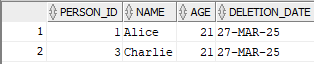 PERSON_ID NAME AGE DELETION_DATE
1 1 Alice 21 27-MAR-25
2 3 Charlie 21 27-MAR-25